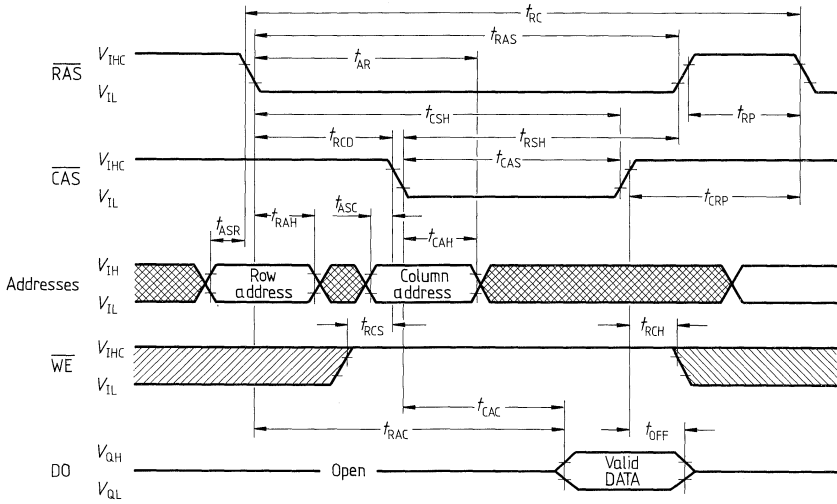 tRC
tRAS
tAR
RAS
VIHC
VIL
tRP
tCSH
tRCD
tRSH
CAS
VIHC
VIL
tCAS
tCRP
tASR
tRAH
tASC
tCAH
Addresses
VIH
VIL
Row
address
Column
address
tRCS
tRCH
WE
VIHC
VIL
tCAC
tRAC
tOFF
DO
VQH
VQL
Open
Valid
DATA